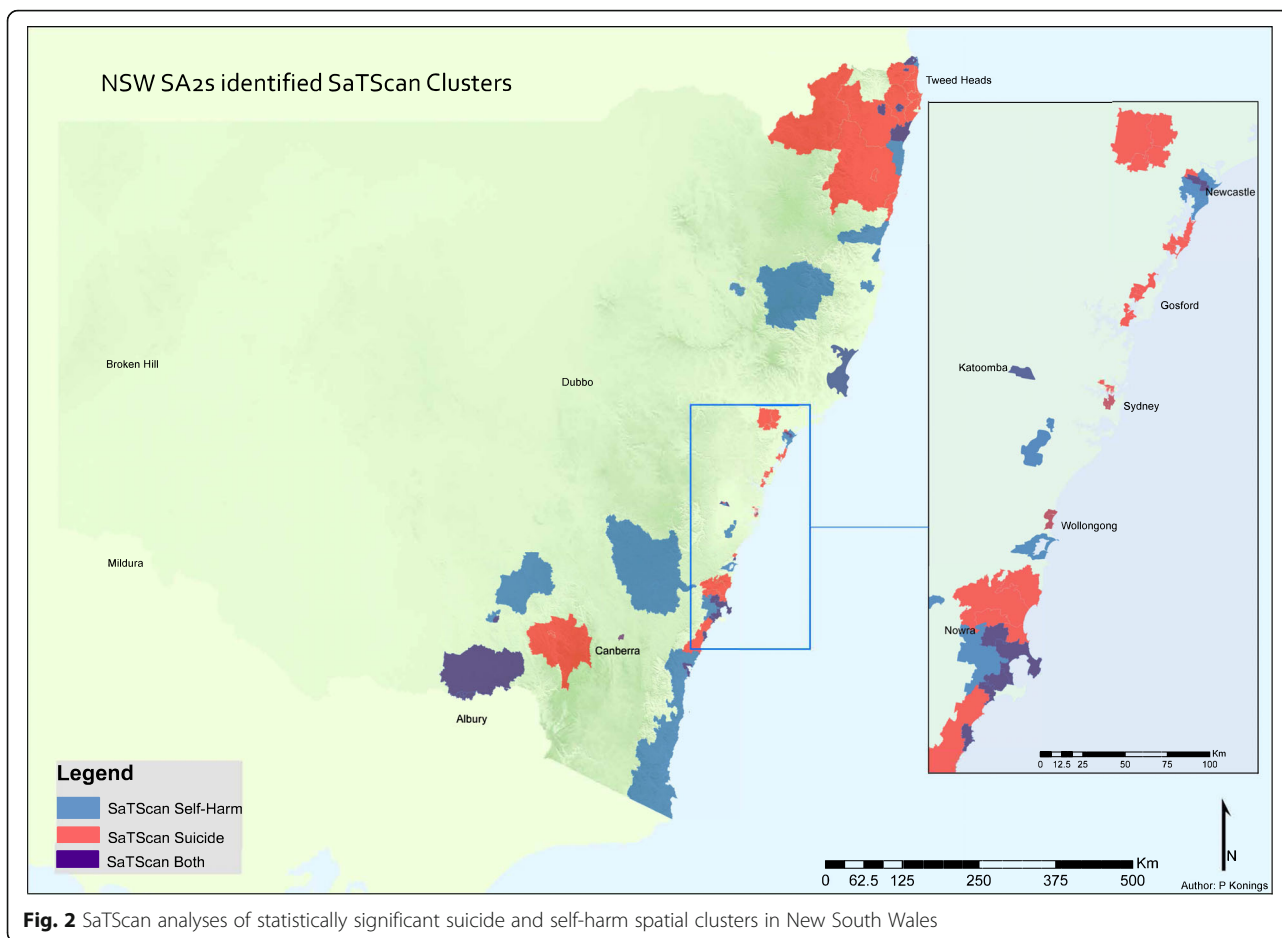 NSW SA2s identified SaTScan Clusters
Tweed Heads
Newcastle
Gosford
Broken Hill
Dubbo
Katoomba
Sydney
Wollongong
Mildura
Nowra
Canberra
Albury
Km
0 12.5 25 50 75 100
Legend
SaTScan Self-Harm
SaTScan Suicide
SaTScan Both
Km
0 62.5 125 250 375 500
N
Author: P Konings
Fig. 2 SaTScan analyses of statistically significant suicide and self-harm spatial clusters in New South Wales